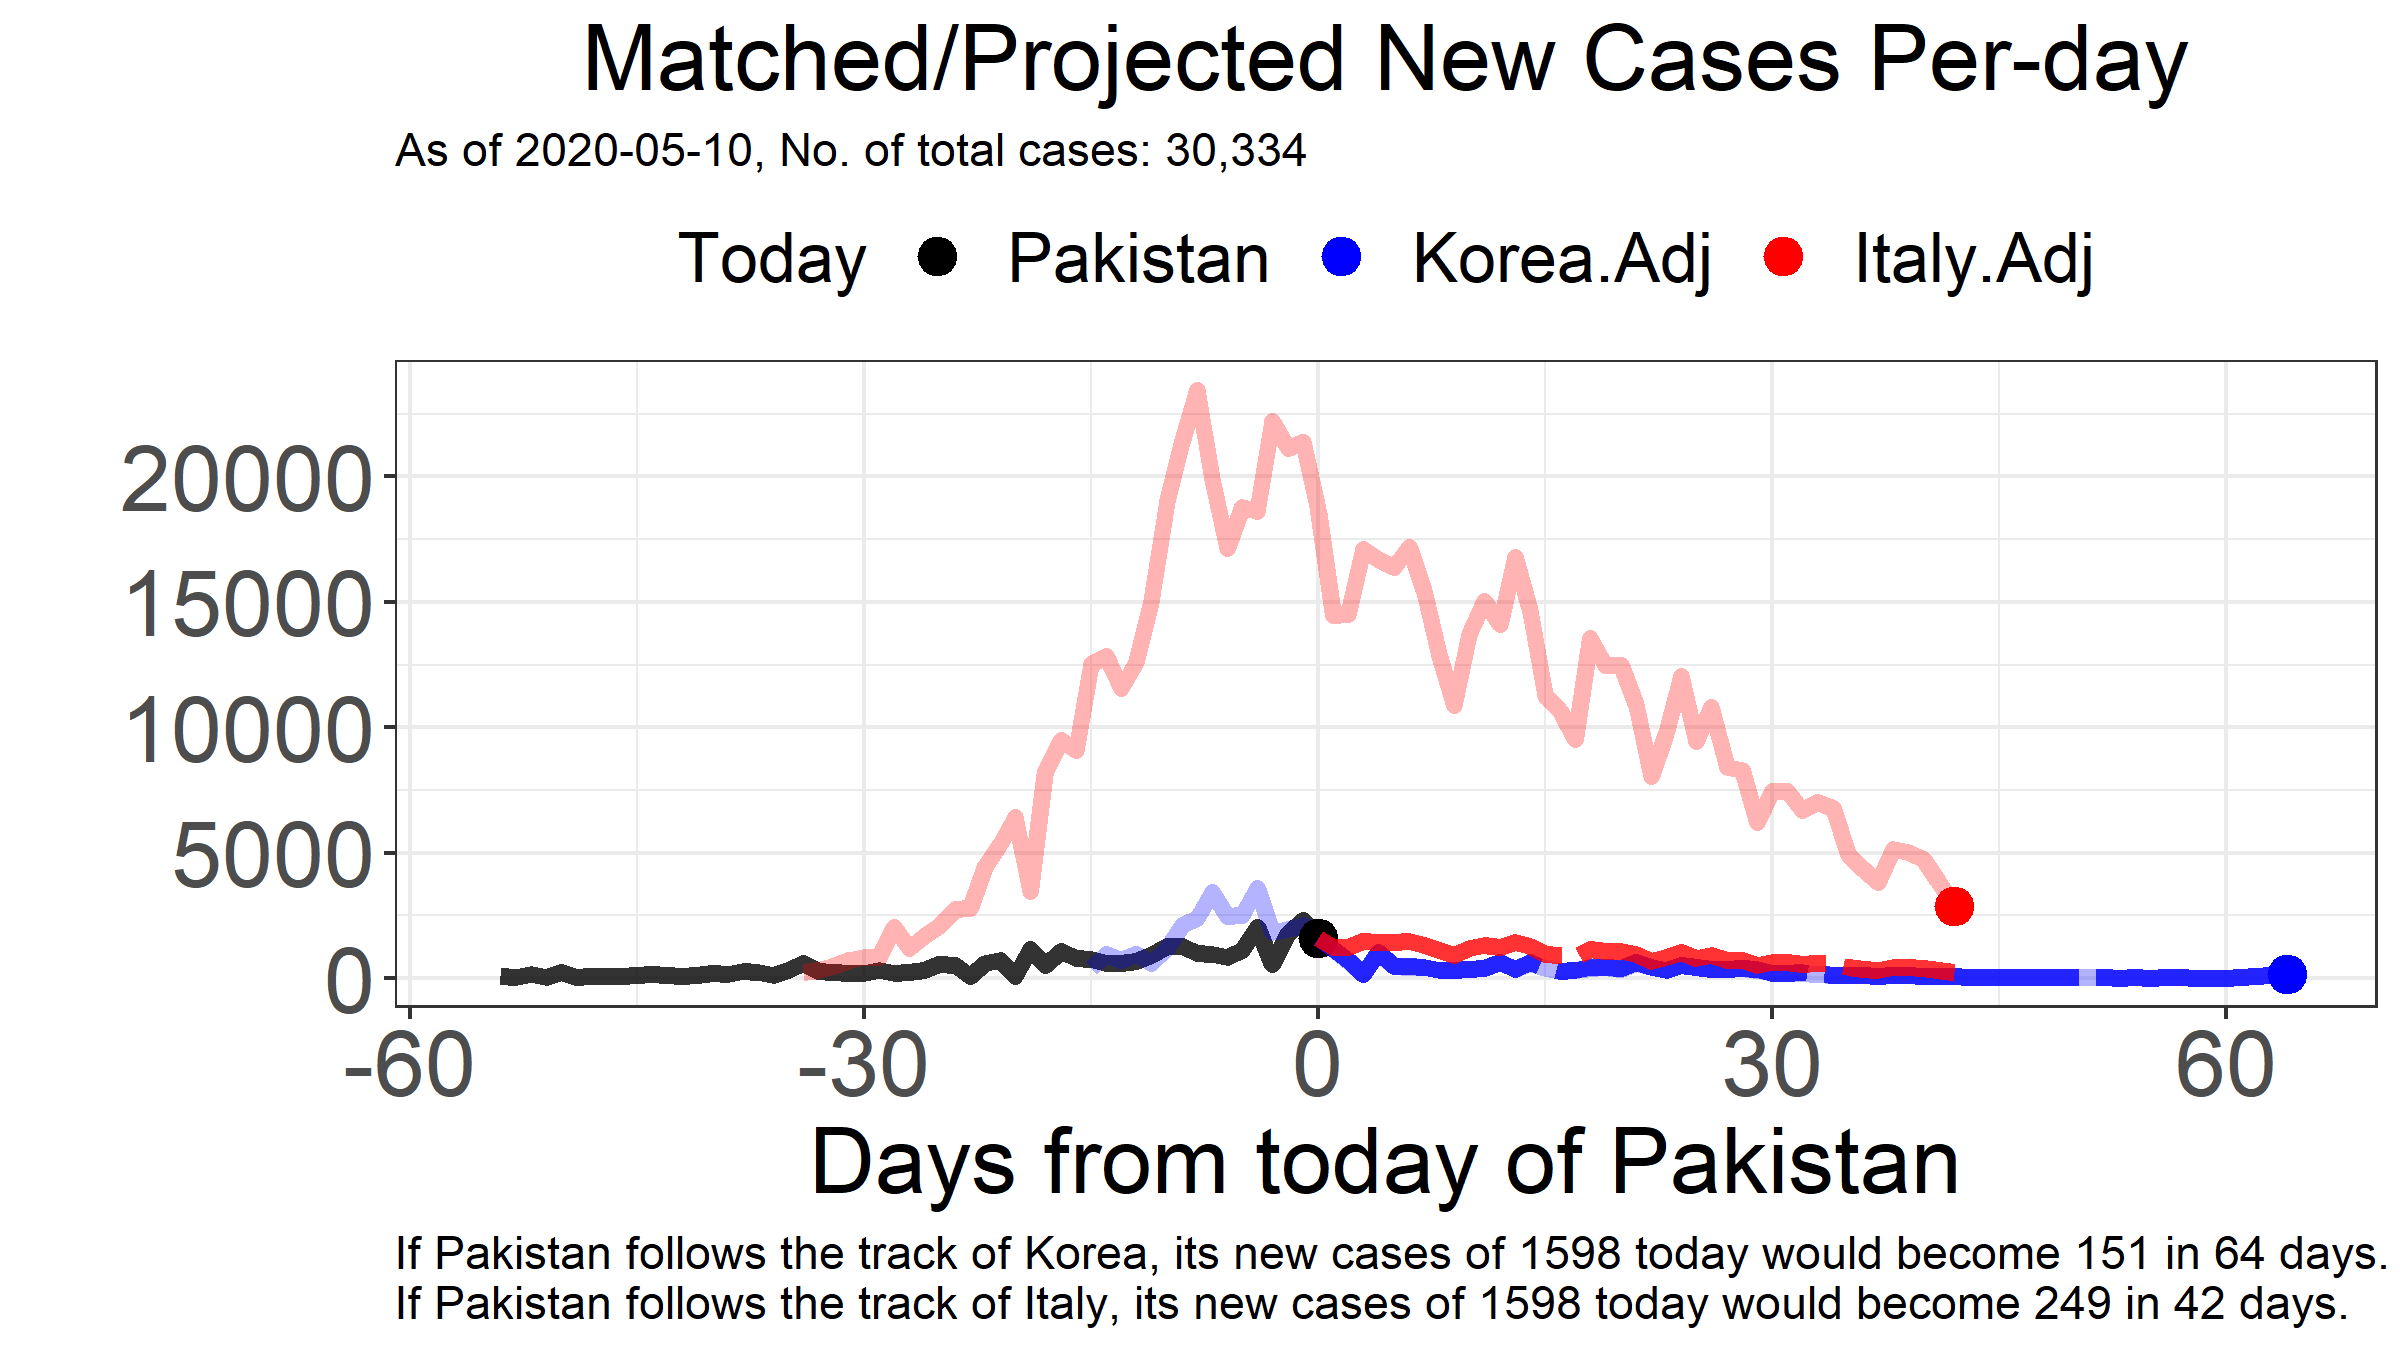 Matched/Projected New Cases Per-day
As of 2020-05-10, No. of total cases: 30,334
Today Pakistan Korea.Adj Italy.Adj
20000
15000
10000
5000
0
-60 -30 0 30 60
Days from today of Pakistan
If Pakistan follows the track of Korea, its new cases of 1598 today would become 151 in 64 days.
If Pakistan follows the track of Italy, its new cases of 1598 today would become 249 in 42 days.